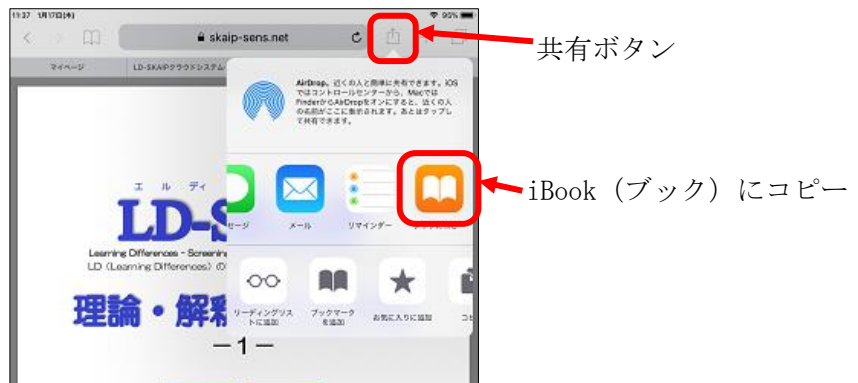 11:37 1月17日(木)
95%
skaip-sens.net
共有ボタン
マイページ
LD-SKAIPクラウドシステム
AirDrop。近くの人と簡単に共有できます。iOS
ではコントロールセンターから、Macでは
FinderからAirDropをオンにすると、近くの人
の名前がここに表示されます。あとはタップし
て共有できます。
iBook（ブック）にコピー
セージ
メール
リマインダー
エル ディ
LD-S
Learning Differences - Screening
LD（Learning Differences）の
理論・解釈
リーディングリス
トに追加
ブックマーク
を追加
お気に入りに追加
コピ
－1－